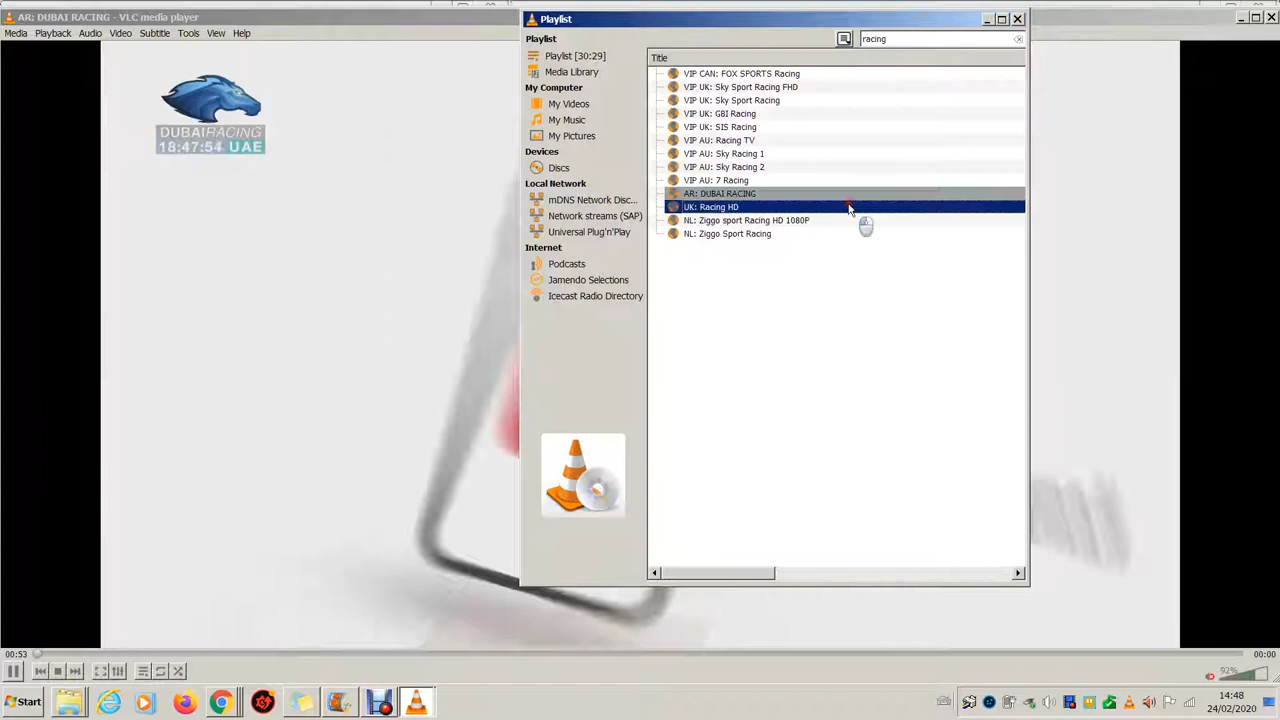 AR: DUBAI RACING - VLC media player
Media Playback Audio Video Subtitle Tools View Help
DUBAIRACING
18:47:54 UAE
Playlist
Playlist
racing
Playlist [30:29]
Media Library
My Computer
My Videos
My Music
My Pictures
Devices
Discs
Local Network
mDNS Network Disc...
Network streams (SAP)
Universal Plug'n'Play
Internet
Podcasts
Jamendo Selections
Icecast Radio Directory
Title
VIP CAN: FOX SPORTS Racing
VIP UK: Sky Sport Racing FHD
VIP UK: Sky Sport Racing
VIP UK: GBI Racing
VIP UK: SIS Racing
VIP AU: Racing TV
VIP AU: Sky Racing 1
VIP AU: Sky Racing 2
VIP AU: 7 Racing
AR: DUBAI RACING
UK: Racing HD
NL: Ziggo sport Racing HD 1080P
NL: Ziggo Sport Racing
00:53
00:00
92%
Start
14:48
24/02/2020